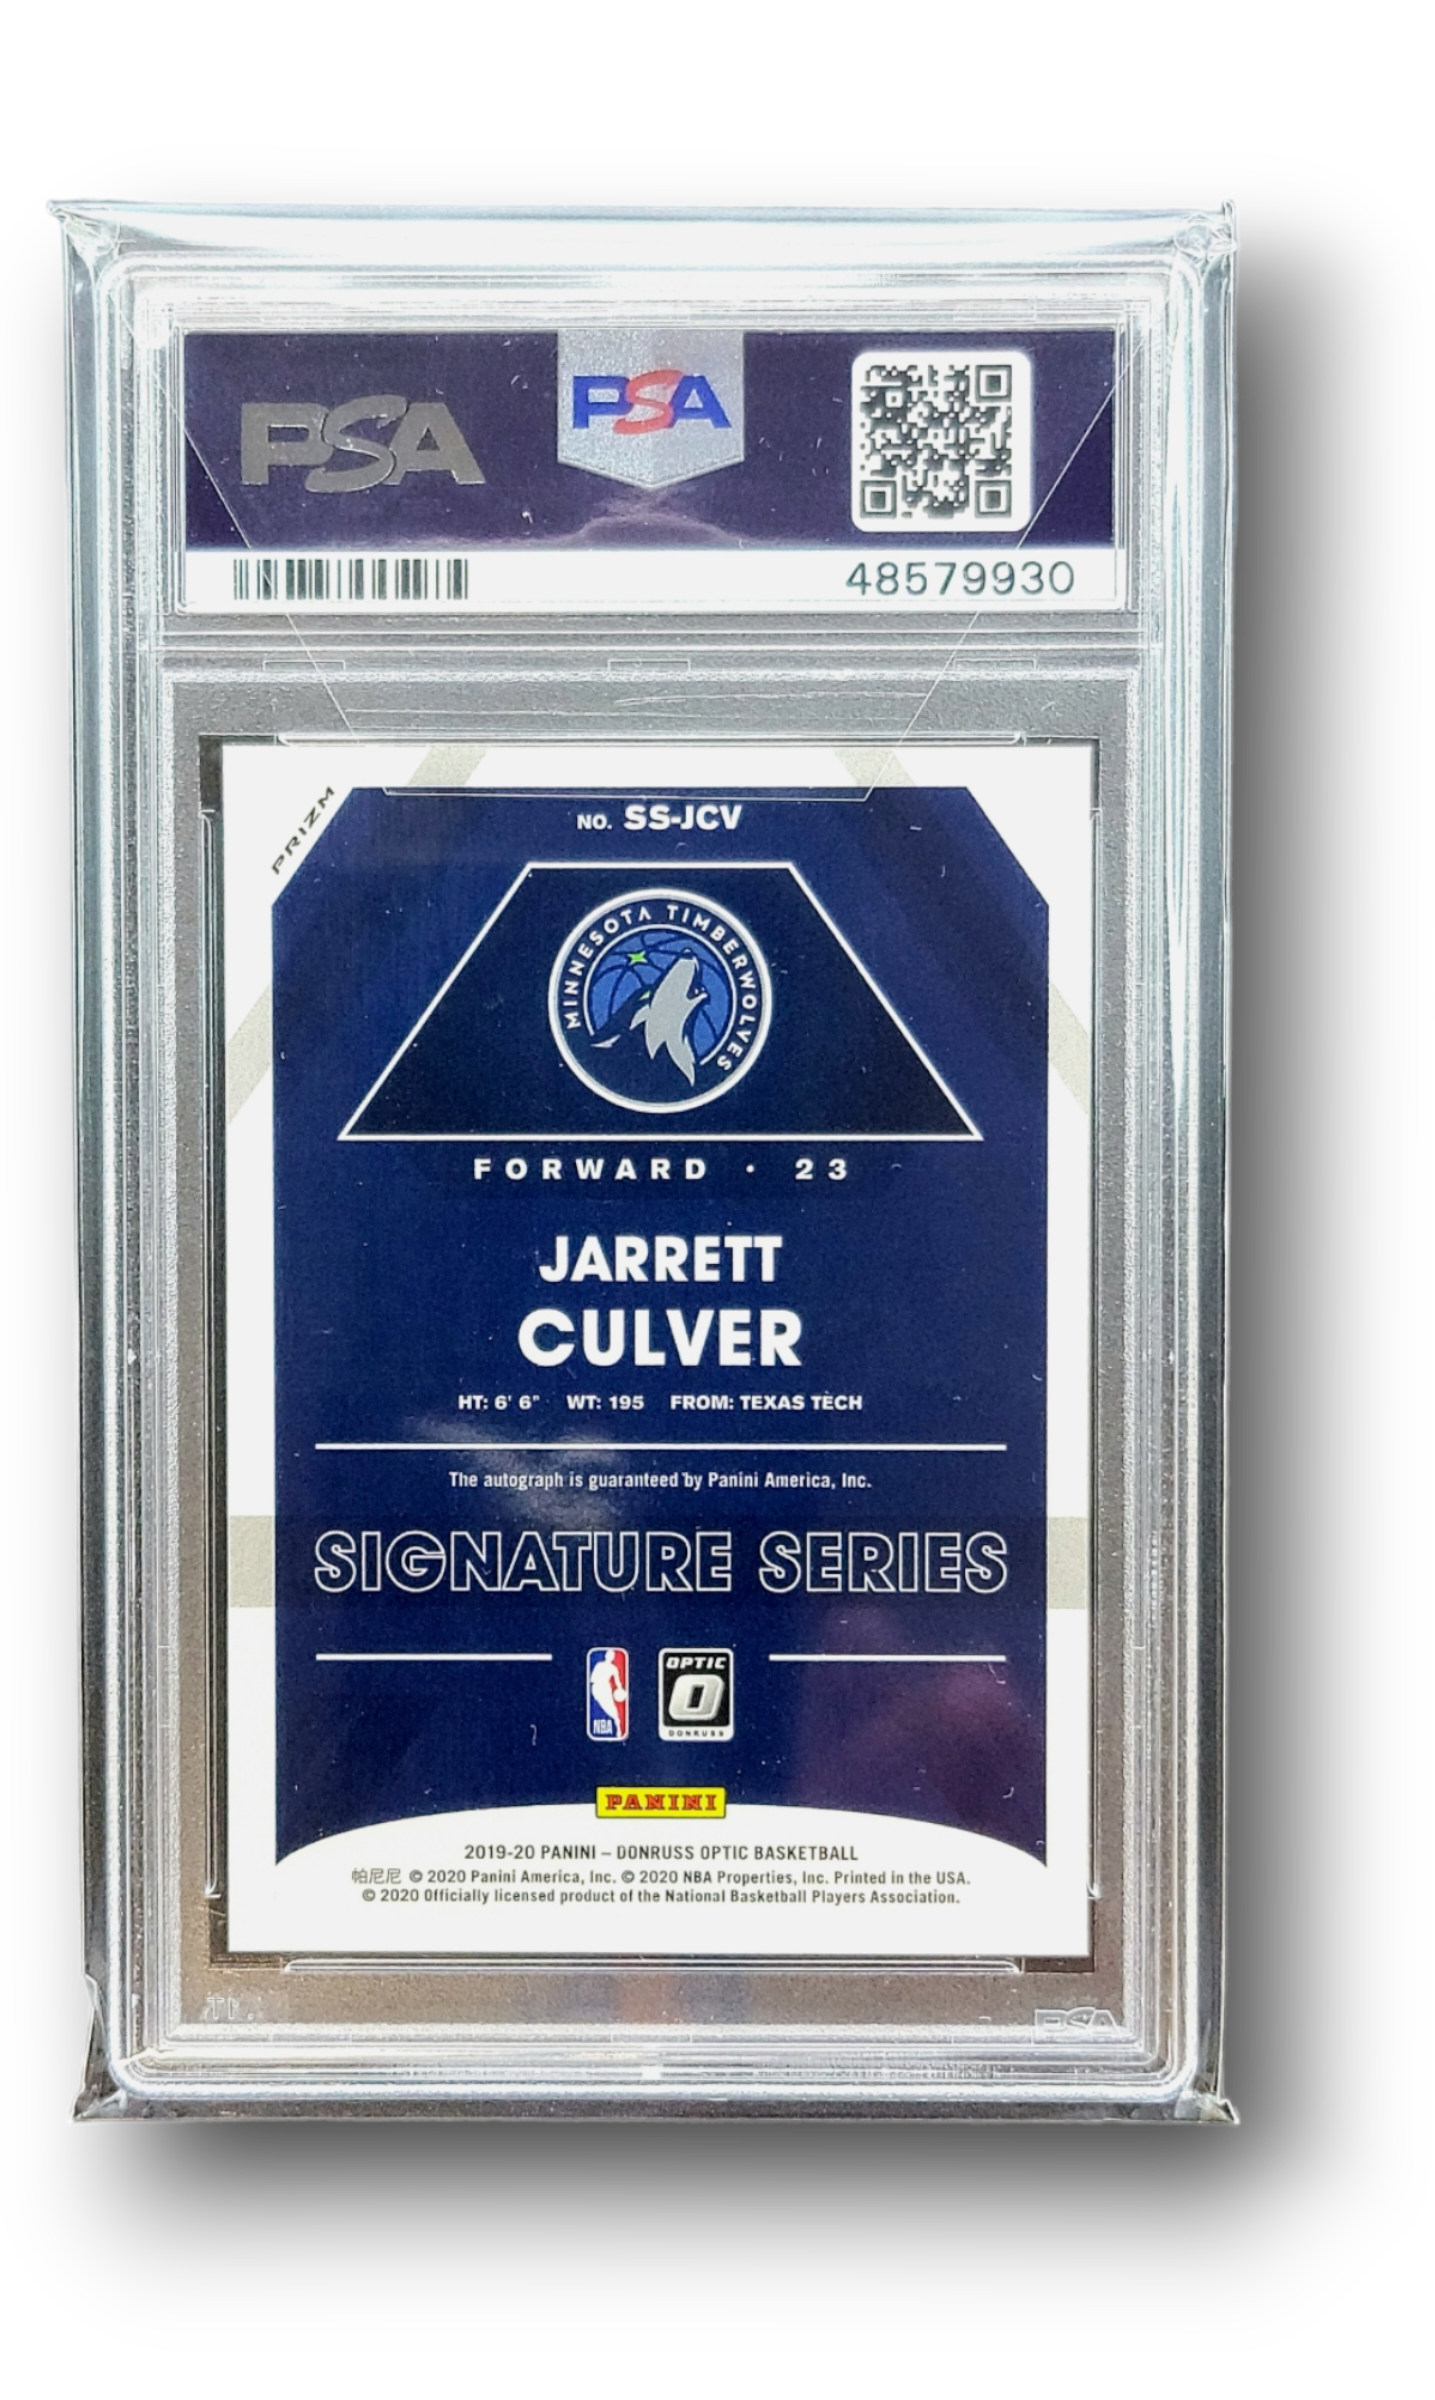 PSA
PSA
48579930
PRIZM
NO. SS-JCV
MINNESOTA TIMBERWOLVES
FORWARD · 23
JARRETT
CULVER
HT: 6' 6" WT: 195 FROM: TEXAS TECH
The autograph is guaranteed by Panini America, Inc.
SIGNATURE SERIES
NBA
OPTIC
O
DONRUSS
PANINI
2019-20 PANINI – DONRUSS OPTIC BASKETBALL
帕尼尼 © 2020 Panini America, Inc. © 2020 NBA Properties, Inc. Printed in the USA.
© 2020 Officially licensed product of the National Basketball Players Association.
PSA